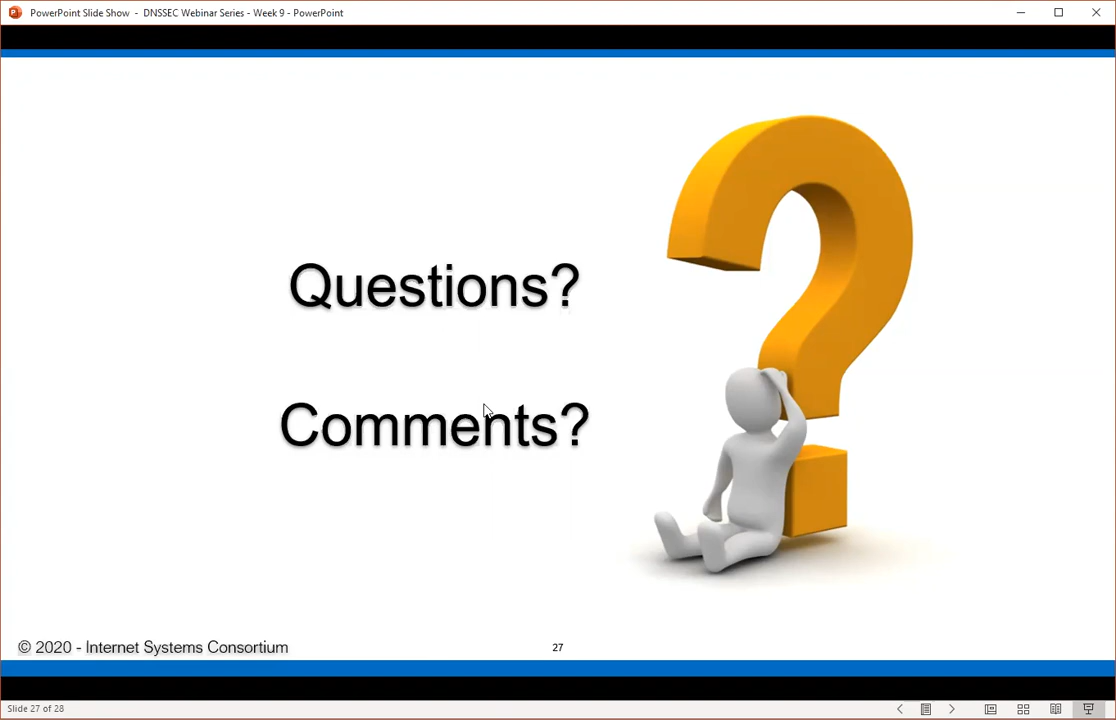 PowerPoint Slide Show - DNSSEC Webinar Series - Week 9 - PowerPoint
Questions?
Comments?
© 2020 - Internet Systems Consortium
27
Slide 27 of 28